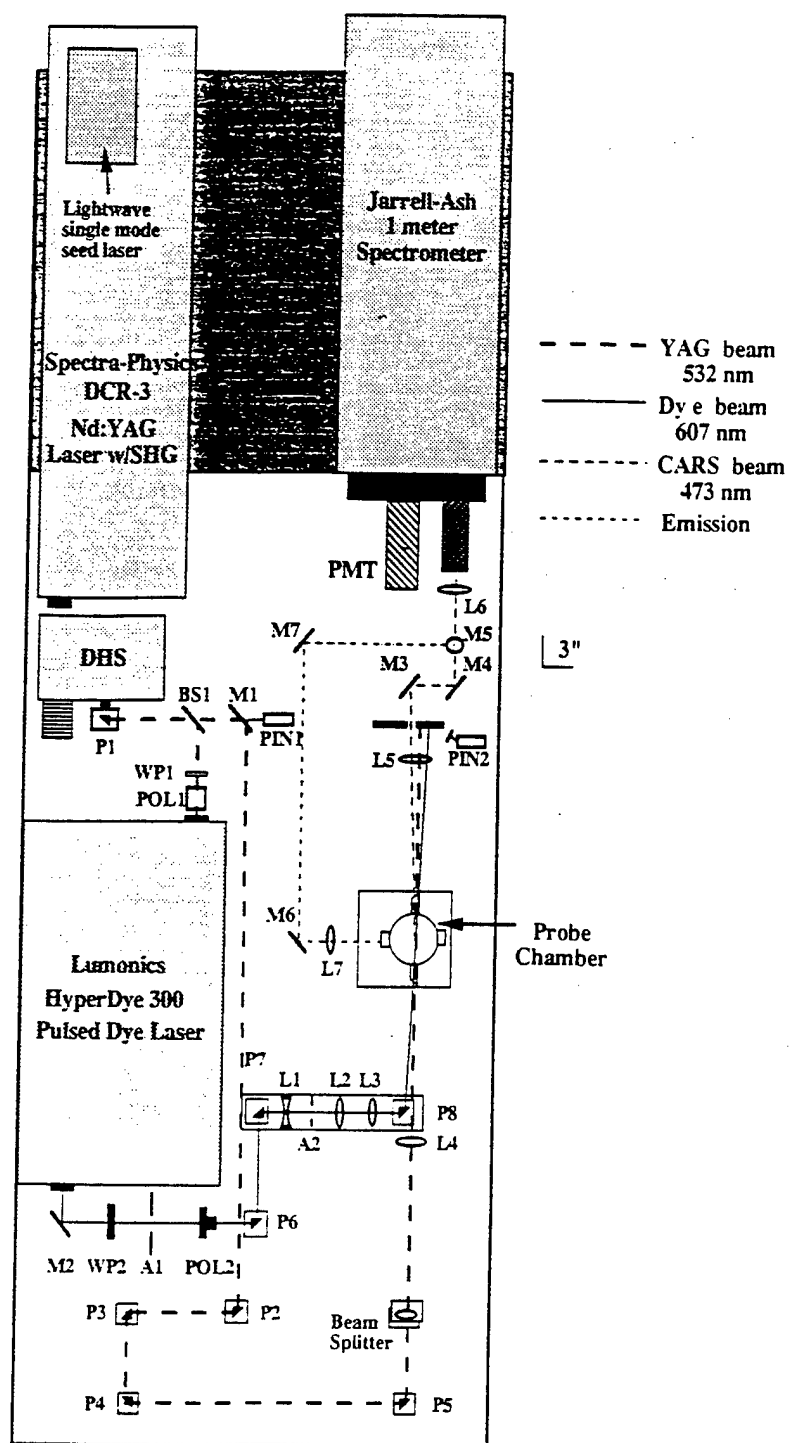 Lightwave
single mode
seed laser
Spectra-Physics
DCR-3
Nd:YAG
Laser w/SHG
Jarrell-Ash
1 meter
Spectrometer
YAG beam
532 nm
Dye beam
607 nm
CARS beam
473 nm
Emission
PMT
L6
M7
M5
DHS
M3
M4
3"
BS1
M1
P1
PIN1
L5
PIN2
WP1
POL1
M6
L7
Probe
Chamber
Lumonics
HyperDye 300
Pulsed Dye Laser
P7
L1
L2
L3
P8
A2
L4
P6
M2
WP2
A1
POL2
P3
P2
Beam
Splitter
P4
P5